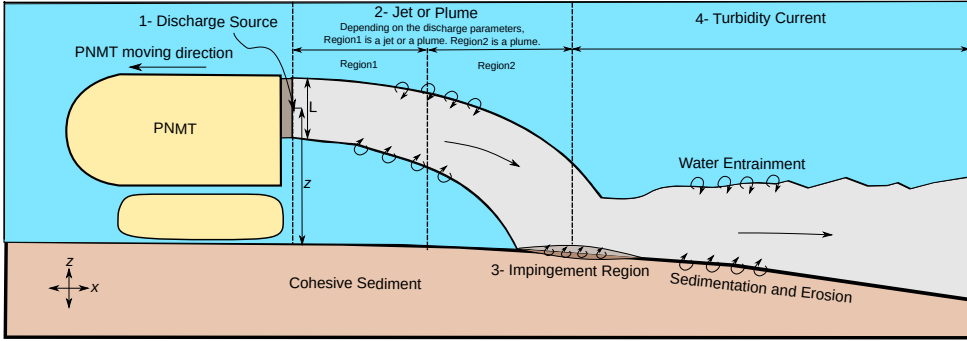 1- Discharge Source
2- Jet or Plume
Depending on the discharge parameters,
Region1 is a jet or a plume. Region2 is a plume.
4- Turbidity Current
PNMT moving direction
Region1
Region2
L
PNMT
z
Water Entrainment
3- Impingement Region
Sedimentation and Erosion
Cohesive Sediment
z
x